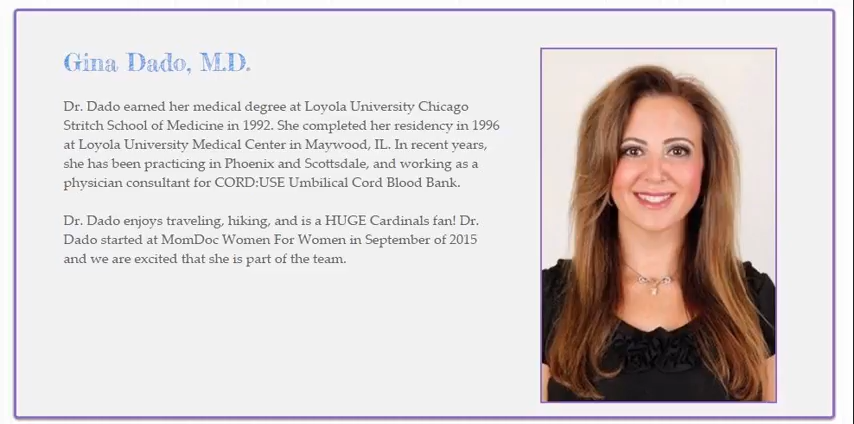 Gina Dado, M.D.
Dr. Dado earned her medical degree at Loyola University Chicago
Stritch School of Medicine in 1992. She completed her residency in 1996
at Loyola University Medical Center in Maywood, IL. In recent years,
she has been practicing in Phoenix and Scottsdale, and working as a
physician consultant for CORD:USE Umbilical Cord Blood Bank.
Dr. Dado enjoys traveling, hiking, and is a HUGE Cardinals fan! Dr.
Dado started at MomDoc Women For Women in September of 2015
and we are excited that she is part of the team.